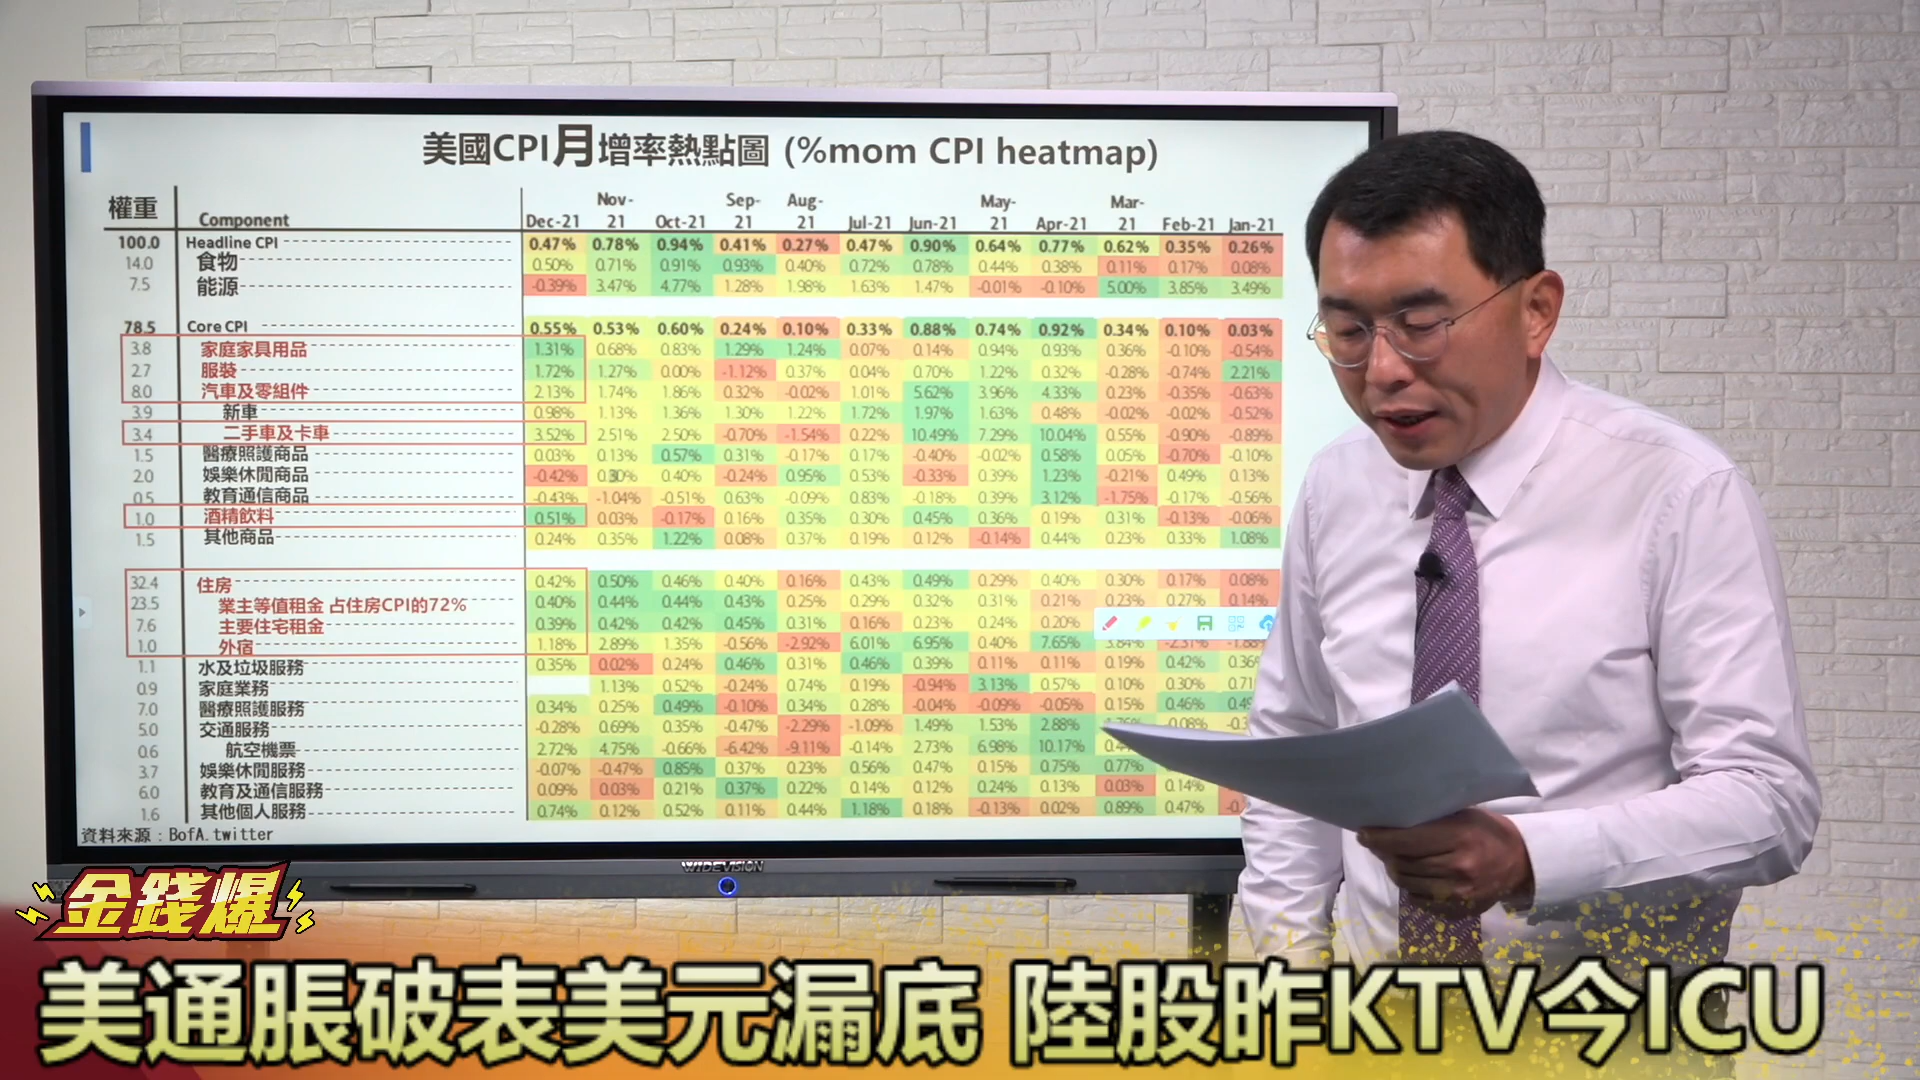 美國CPI月增率熱點圖 (%mom CPI heatmap)
權重 Component Dec-21 Nov-21 Oct-21 Sep-21 Aug-21 Jul-21 Jun-21 May-21 Apr-21 Mar-21 Feb-21 Jan-21
100.0 Headline CPI 0.47% 0.78% 0.94% 0.41% 0.27% 0.47% 0.90% 0.64% 0.77% 0.62% 0.35% 0.26%
14.0 食物 0.50% 0.71% 0.91% 0.93% 0.40% 0.72% 0.78% 0.44% 0.38% 0.11% 0.17% 0.08%
7.5 能源 -0.39% 3.47% 4.77% 1.28% 1.98% 1.63% 1.47% -0.01% -0.10% 5.00% 3.85% 3.49%
78.5 Core CPI 0.55% 0.53% 0.60% 0.24% 0.10% 0.33% 0.88% 0.74% 0.92% 0.34% 0.10% 0.03%
3.8 家庭家具用品 1.31% 0.68% 0.83% 1.29% 1.24% 0.07% 0.14% 0.94% 0.93% 0.36% -0.10% -0.54%
2.7 服裝 1.72% 1.27% 0.00% -1.12% 0.37% 0.04% 0.70% 1.22% 0.32% -0.28% -0.74% 2.21%
8.0 汽車及零組件 2.13% 1.74% 1.86% 0.32% -0.02% 1.01% 5.62% 3.96% 4.33% 0.23% -0.35% -0.63%
3.9 新車 0.98% 1.13% 1.36% 1.30% 1.22% 1.72% 1.97% 1.63% 0.48% -0.02% -0.02% -0.52%
3.4 二手車及卡車 3.52% 2.51% 2.50% -0.70% -1.54% 0.22% 10.49% 7.29% 10.04% 0.55% -0.90% -0.89%
1.5 醫療照護商品 0.03% 0.13% 0.57% 0.31% -0.17% 0.17% -0.40% -0.02% 0.58% 0.05% -0.70% -0.10%
2.0 娛樂休閒商品 -0.42% 0.40% -0.24% 0.95% 0.53% -0.33% 0.39% 1.23% -0.21% 0.49% 0.13%
0.5 教育通信商品 -0.43% -1.04% -0.51% 0.63% -0.09% 0.83% -0.18% 0.39% 3.12% -1.75% -0.17% -0.56%
1.0 酒精飲料 0.51% 0.03% -0.17% 0.16% 0.35% 0.30% 0.45% 0.36% 0.19% 0.31% -0.13% -0.06%
1.5 其他商品 0.24% 0.35% 1.22% 0.08% 0.37% 0.19% 0.12% -0.14% 0.44% 0.23% 0.33% 1.08%
32.4 住房 0.42% 0.50% 0.46% 0.40% 0.16% 0.43% 0.49% 0.29% 0.40% 0.30% 0.17% 0.08%
23.5 業主等值租金 占住房CPI的72% 0.40% 0.44% 0.44% 0.43% 0.25% 0.29% 0.32% 0.31% 0.21% 0.23% 0.27% 0.14%
7.6 主要住宅租金 0.39% 0.42% 0.42% 0.45% 0.31% 0.16% 0.23% 0.24% 0.20%
1.0 外宿 1.18% 2.89% 1.35% -0.56% -2.92% 6.01% 6.95% 0.40% 7.65%
1.1 水及垃圾服務 0.35% 0.02% 0.24% 0.46% 0.31% 0.46% 0.39% 0.11% 0.11% 0.19% 0.42%
0.9 家庭業務 1.13% 0.52% -0.24% 0.74% 0.19% -0.94% 3.13% 0.57% 0.10% 0.30%
7.0 醫療照護服務 0.34% 0.25% 0.49% -0.10% 0.34% 0.28% -0.04% -0.09% -0.05% 0.15% 0.46%
5.0 交通服務 -0.28% 0.69% 0.35% -0.47% -2.29% -1.09% 1.49% 1.53% 2.88%
0.6 航空機票 2.72% 4.75% -0.66% -6.42% -9.11% -0.14% 2.73% 6.98% 10.17%
3.7 娛樂休閒服務 -0.07% -0.47% 0.85% 0.37% 0.23% 0.56% 0.47% 0.15% 0.75% 0.77%
6.0 教育及通信服務 0.09% 0.03% 0.21% 0.37% 0.22% 0.14% 0.12% 0.24% 0.13% 0.03% 0.14%
1.6 其他個人服務 0.74% 0.12% 0.52% 0.11% 0.44% 1.18% 0.18% -0.13% 0.02% 0.89% 0.47%
資料來源：BofA.twitter
WIDEVISION
金錢爆
美通脹破表美元漏底 陸股昨KTV今ICU